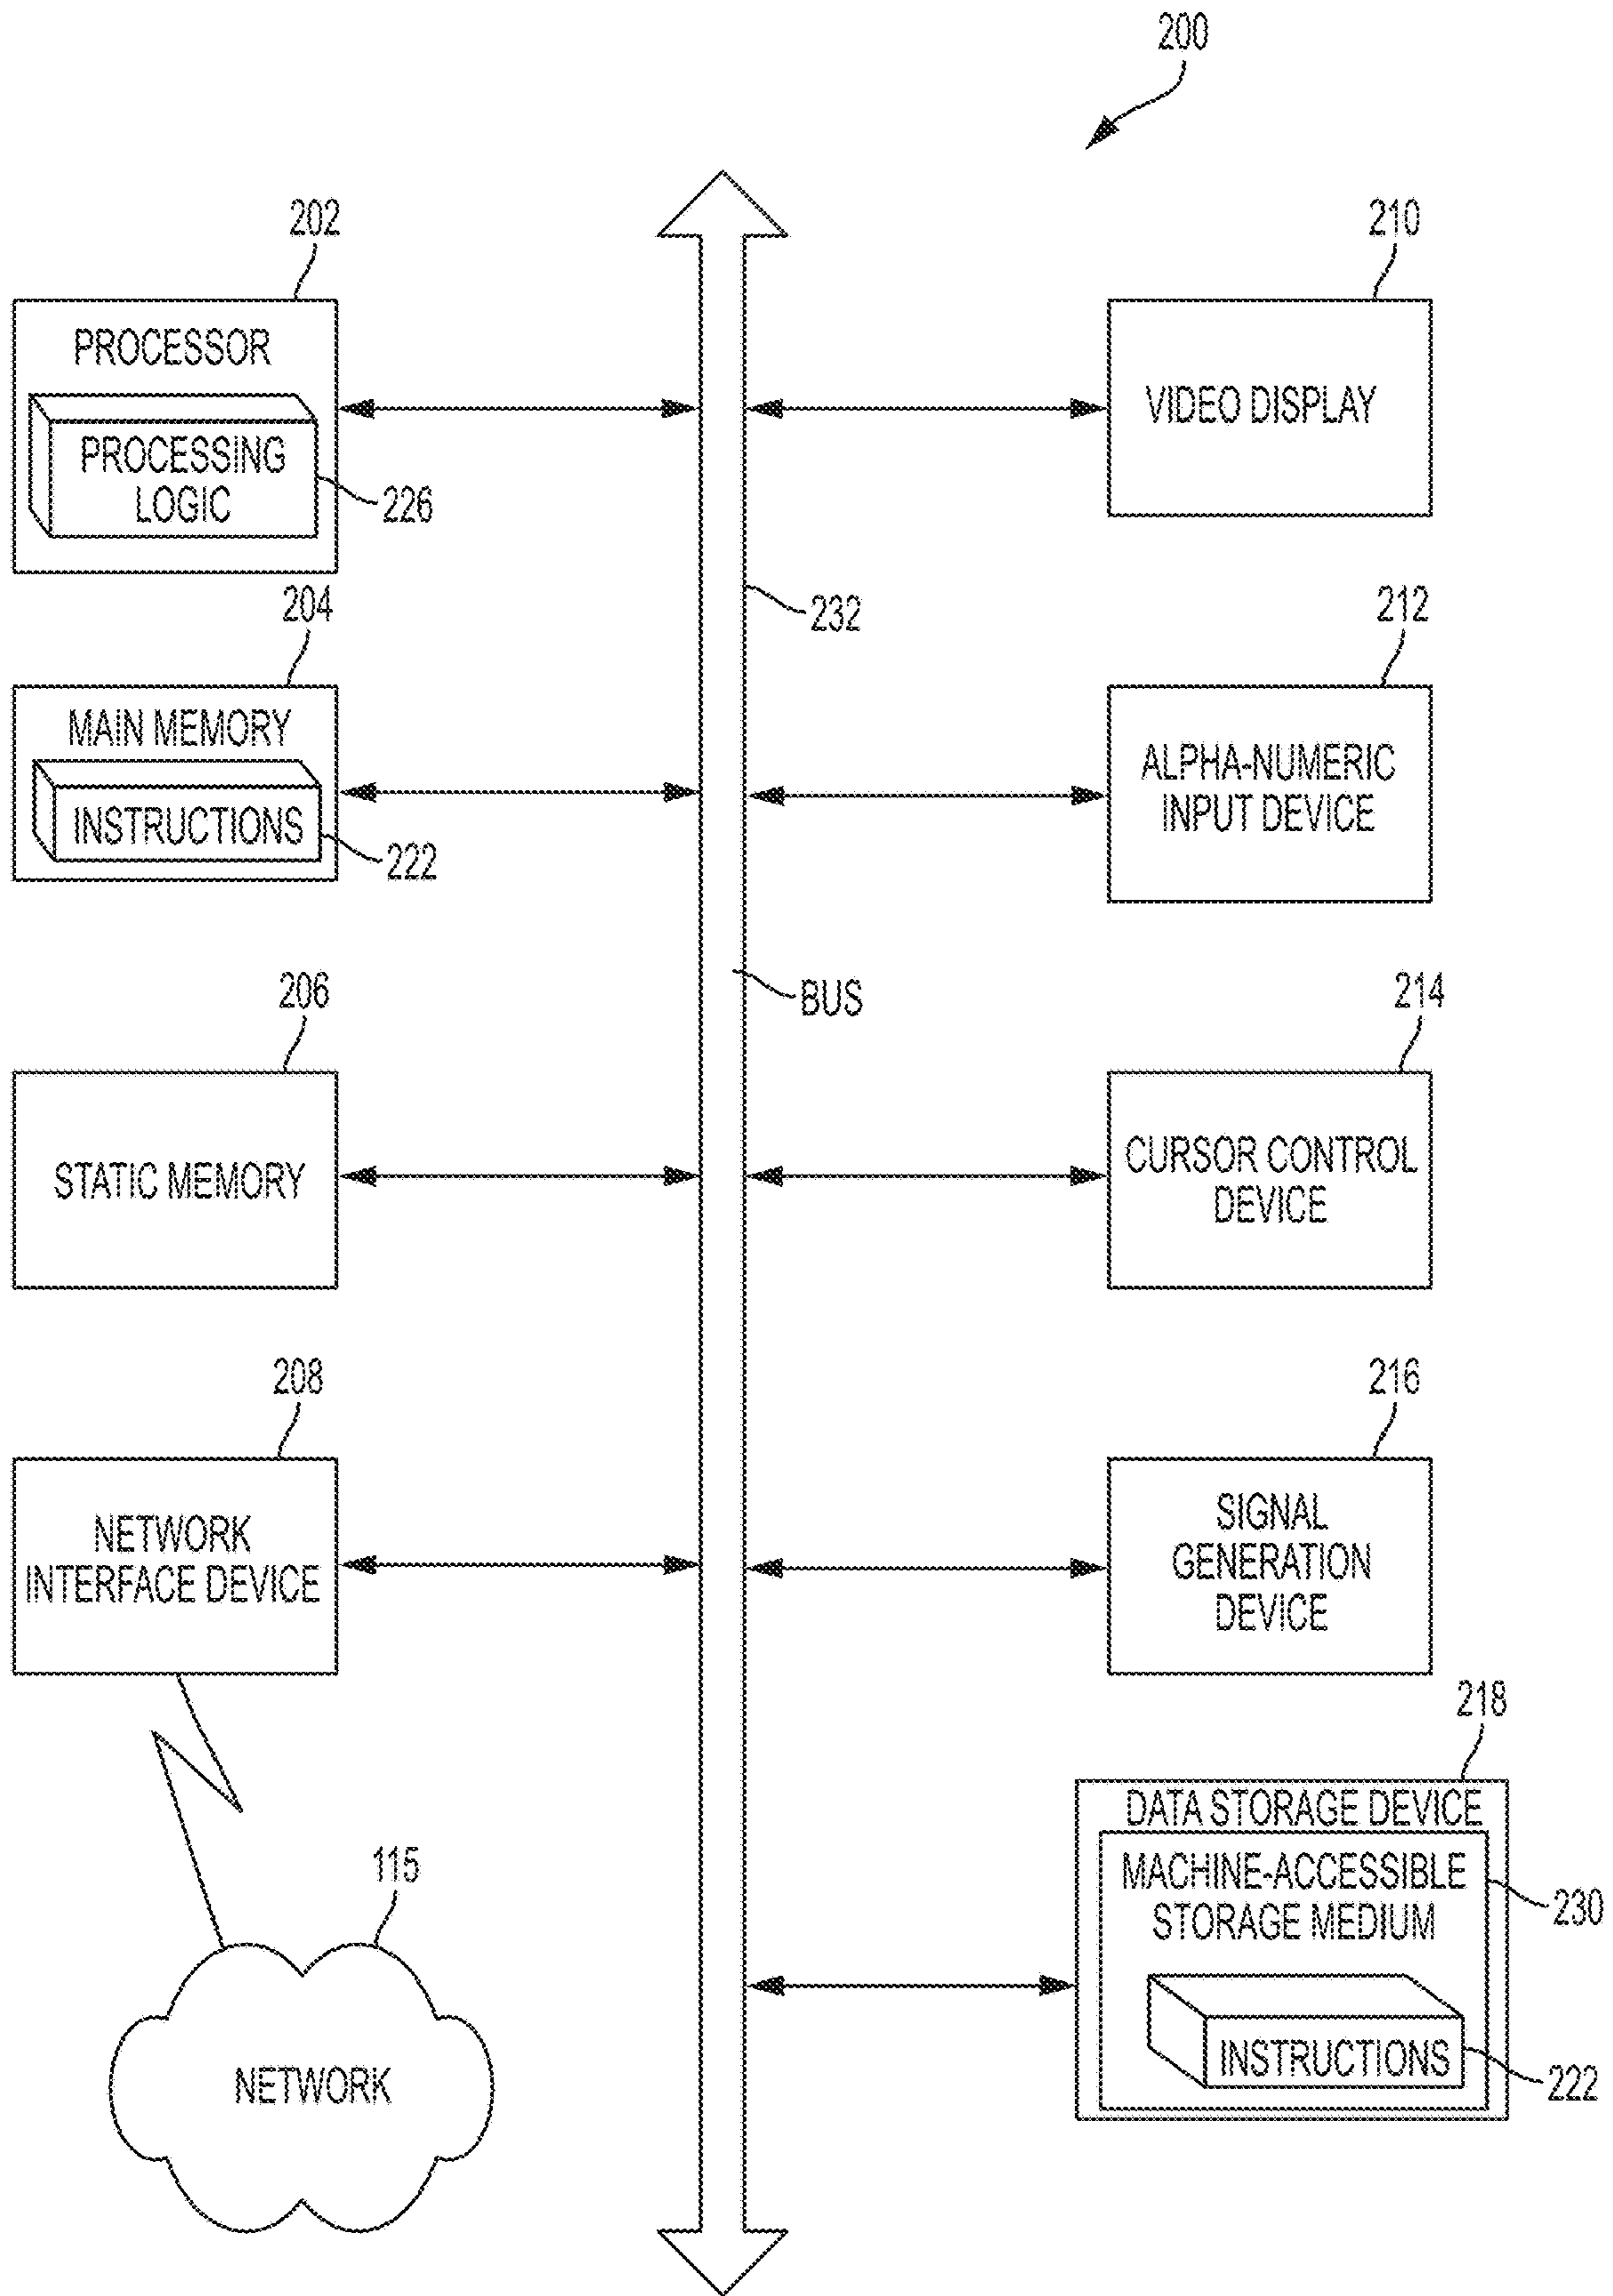 200
202
PROCESSOR
PROCESSING
LOGIC
226
204
MAIN MEMORY
INSTRUCTIONS
222
206
STATIC MEMORY
208
NETWORK
INTERFACE DEVICE
115
NETWORK
232
BUS
210
VIDEO DISPLAY
212
ALPHA-NUMERIC
INPUT DEVICE
214
CURSOR CONTROL
DEVICE
216
SIGNAL
GENERATION
DEVICE
218
DATA STORAGE DEVICE
MACHINE-ACCESSIBLE
STORAGE MEDIUM
230
INSTRUCTIONS
222